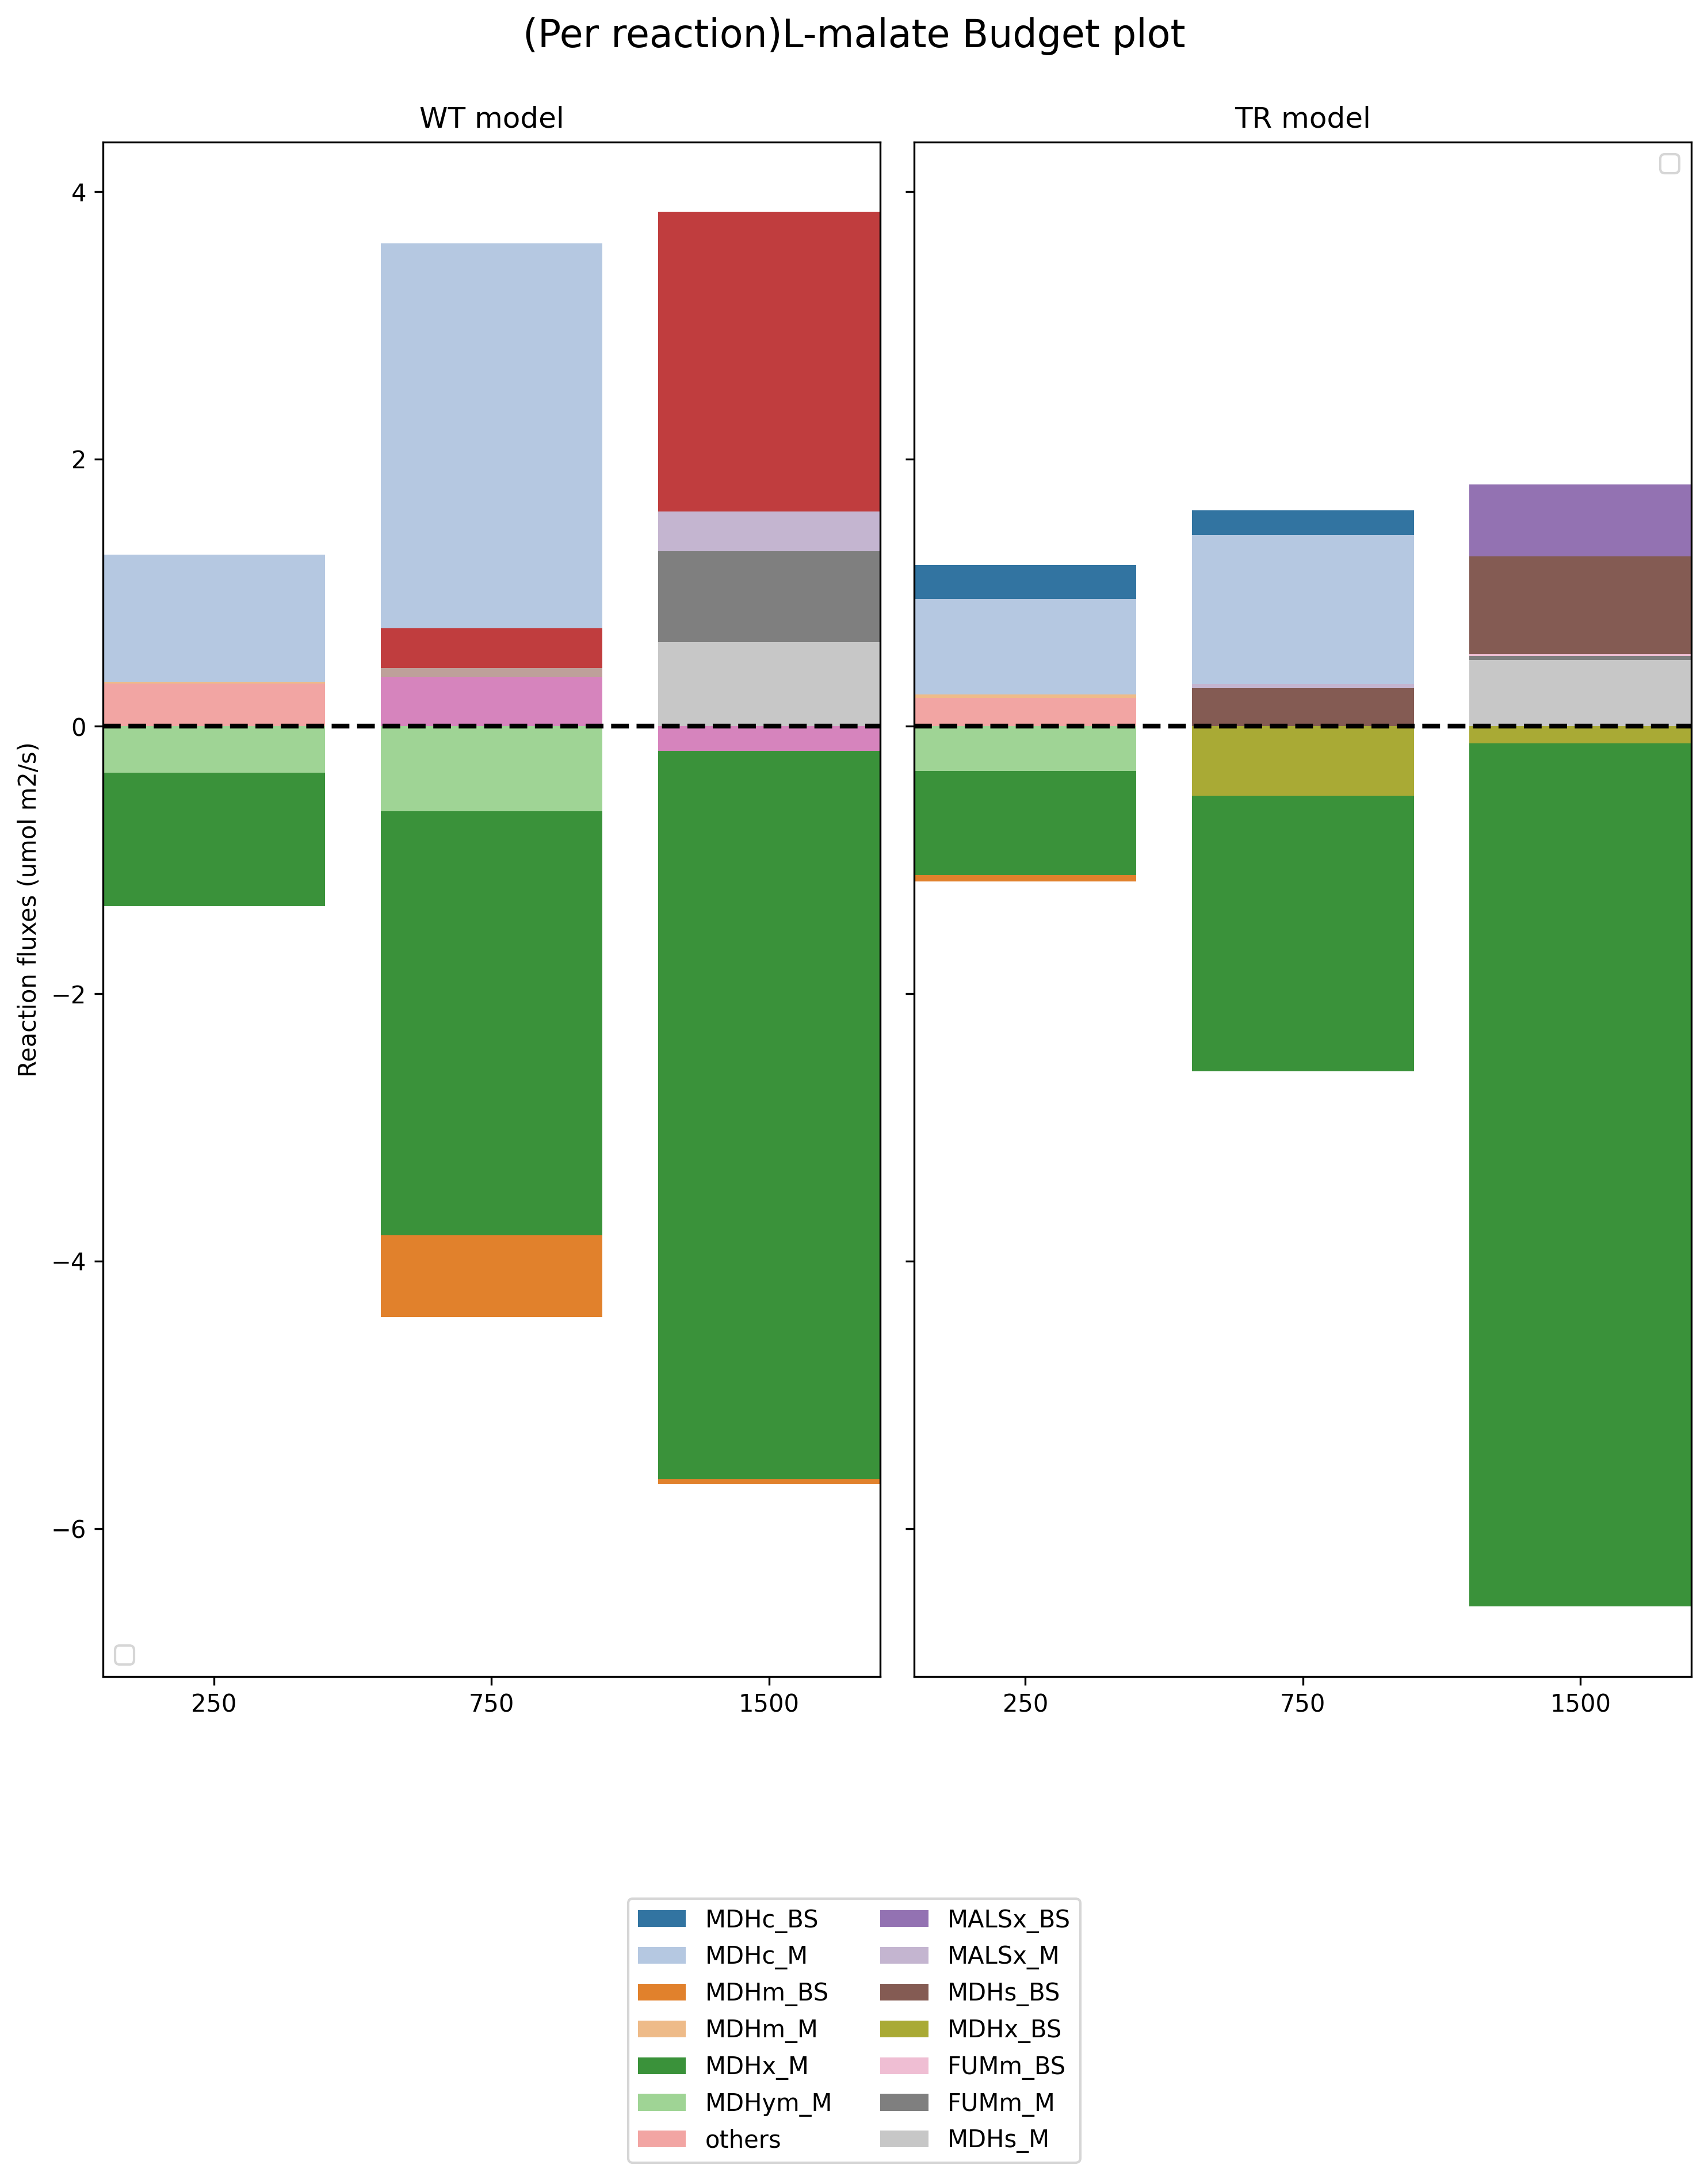 (Per reaction)L-malate Budget plot
WT model
TR model
4
2
0
−2
−4
−6
Reaction fluxes (umol m2/s)
250 750 1500
250 750 1500
MDHc_BS
MDHc_M
MDHm_BS
MDHm_M
MDHx_M
MDHym_M
others
MALSx_BS
MALSx_M
MDHs_BS
MDHx_BS
FUMm_BS
FUMm_M
MDHs_M